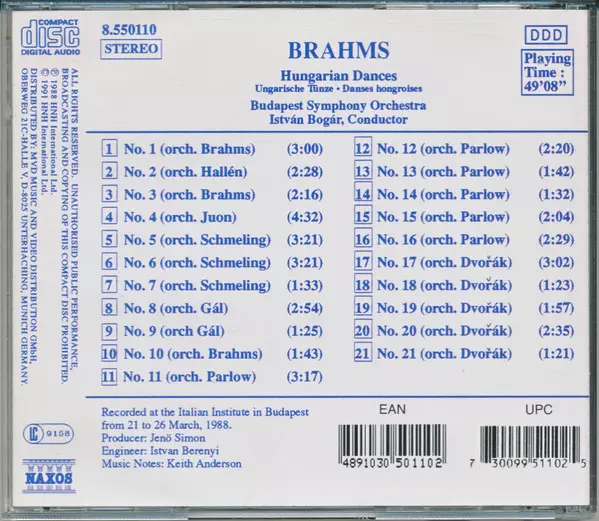 COMPACT
disc
DIGITAL AUDIO
8.550110
STEREO
BRAHMS
Hungarian Dances
Ungarische Tünze • Danses hongroises
Budapest Symphony Orchestra
István Bogár, Conductor
DDD
Playing
Time :
49'08"
1 No. 1 (orch. Brahms) (3:00)
2 No. 2 (orch. Hallén) (2:28)
3 No. 3 (orch. Brahms) (2:16)
4 No. 4 (orch. Juon) (4:32)
5 No. 5 (orch. Schmeling) (3:21)
6 No. 6 (orch. Schmeling) (3:21)
7 No. 7 (orch. Schmeling) (1:33)
8 No. 8 (orch. Gál) (2:54)
9 No. 9 (orch Gál) (1:25)
10 No. 10 (orch. Brahms) (1:43)
11 No. 11 (orch. Parlow) (3:17)
12 No. 12 (orch. Parlow) (2:20)
13 No. 13 (orch. Parlow) (1:42)
14 No. 14 (orch. Parlow) (1:32)
15 No. 15 (orch. Parlow) (2:04)
16 No. 16 (orch. Parlow) (2:29)
17 No. 17 (orch. Dvořák) (3:02)
18 No. 18 (orch. Dvořák) (1:23)
19 No. 19 (orch. Dvořák) (1:57)
20 No. 20 (orch. Dvořák) (2:35)
21 No. 21 (orch. Dvořák) (1:21)
Recorded at the Italian Institute in Budapest
from 21 to 26 March, 1988.
Producer: Jenö Simon
Engineer: Istvan Berenyi
Music Notes: Keith Anderson
EAN
4891030 501102
UPC
7 30099 51102 5
ALL RIGHTS RESERVED. UNAUTHORISED PUBLIC PERFORMANCE,
BROADCASTING AND COPYING OF THIS COMPACT DISC PROHIBITED.
℗ 1988 HNH International Ltd.
© 1991 HNH International Ltd.
DISTRIBUTED BY: MVD MUSIC AND VIDEO DISTRIBUTION GMbH,
OBERWEG 21C-HALLE V, D-8025 UNTERHACHING, MUNICH GERMANY.
LC 9158
NAXOS